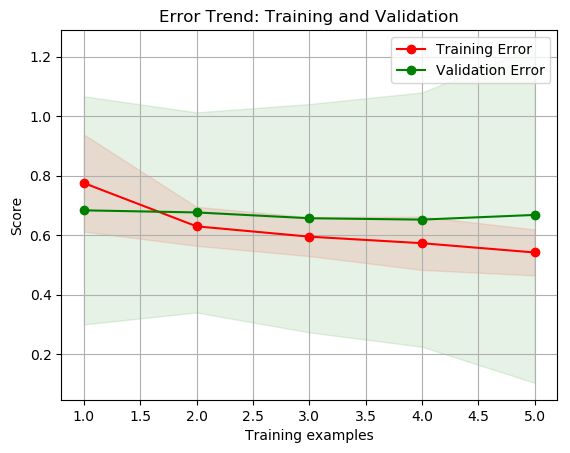 Error Trend: Training and Validation
Training Error
Validation Error
Score
1.2
1.0
0.8
0.6
0.4
0.2
1.0 1.5 2.0 2.5 3.0 3.5 4.0 4.5 5.0
Training examples